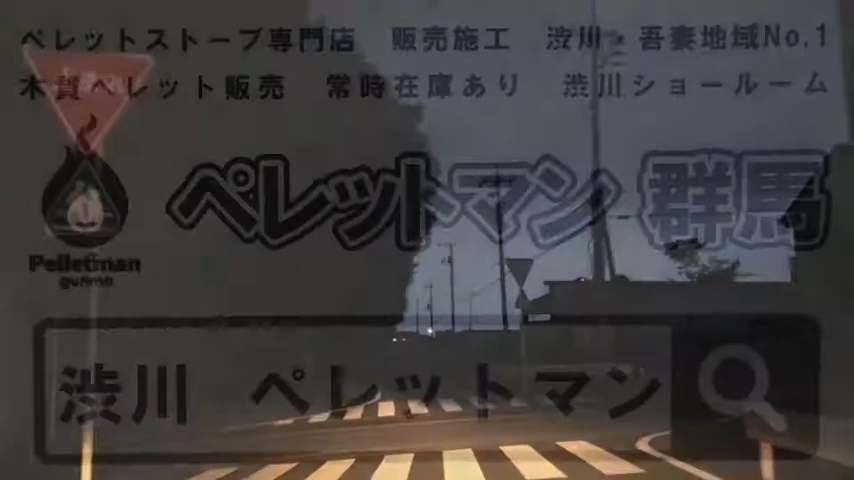 ペレットストーブ専門店　販売施工　渋川・吾妻地域No.1
木質ペレット販売　常時在庫あり　渋川ショールーム
ペレットマン 群馬
Pelletman
gunma
渋川　ペレットマン